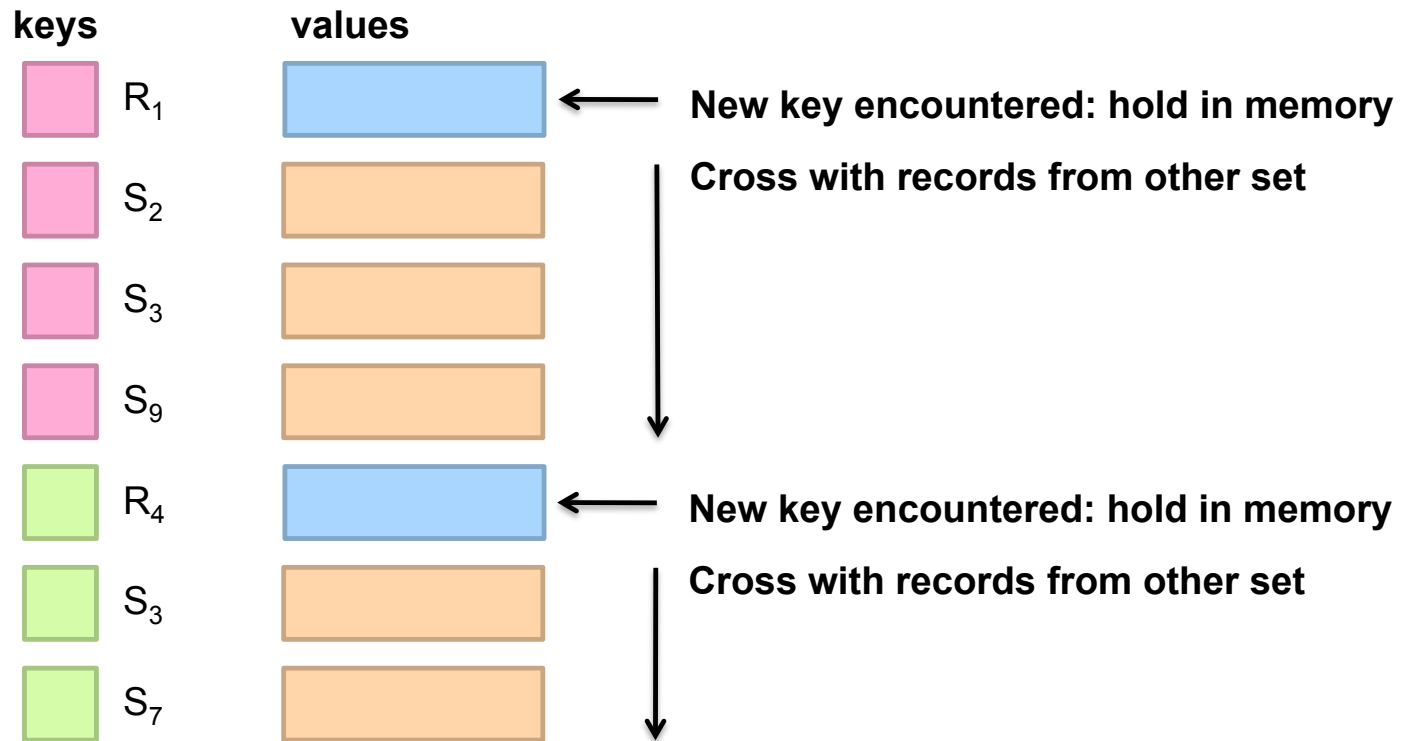 keys values
R₁ New key encountered: hold in memory
S₂ Cross with records from other set
S₃
S₉
R₄ New key encountered: hold in memory
S₃ Cross with records from other set
S₇